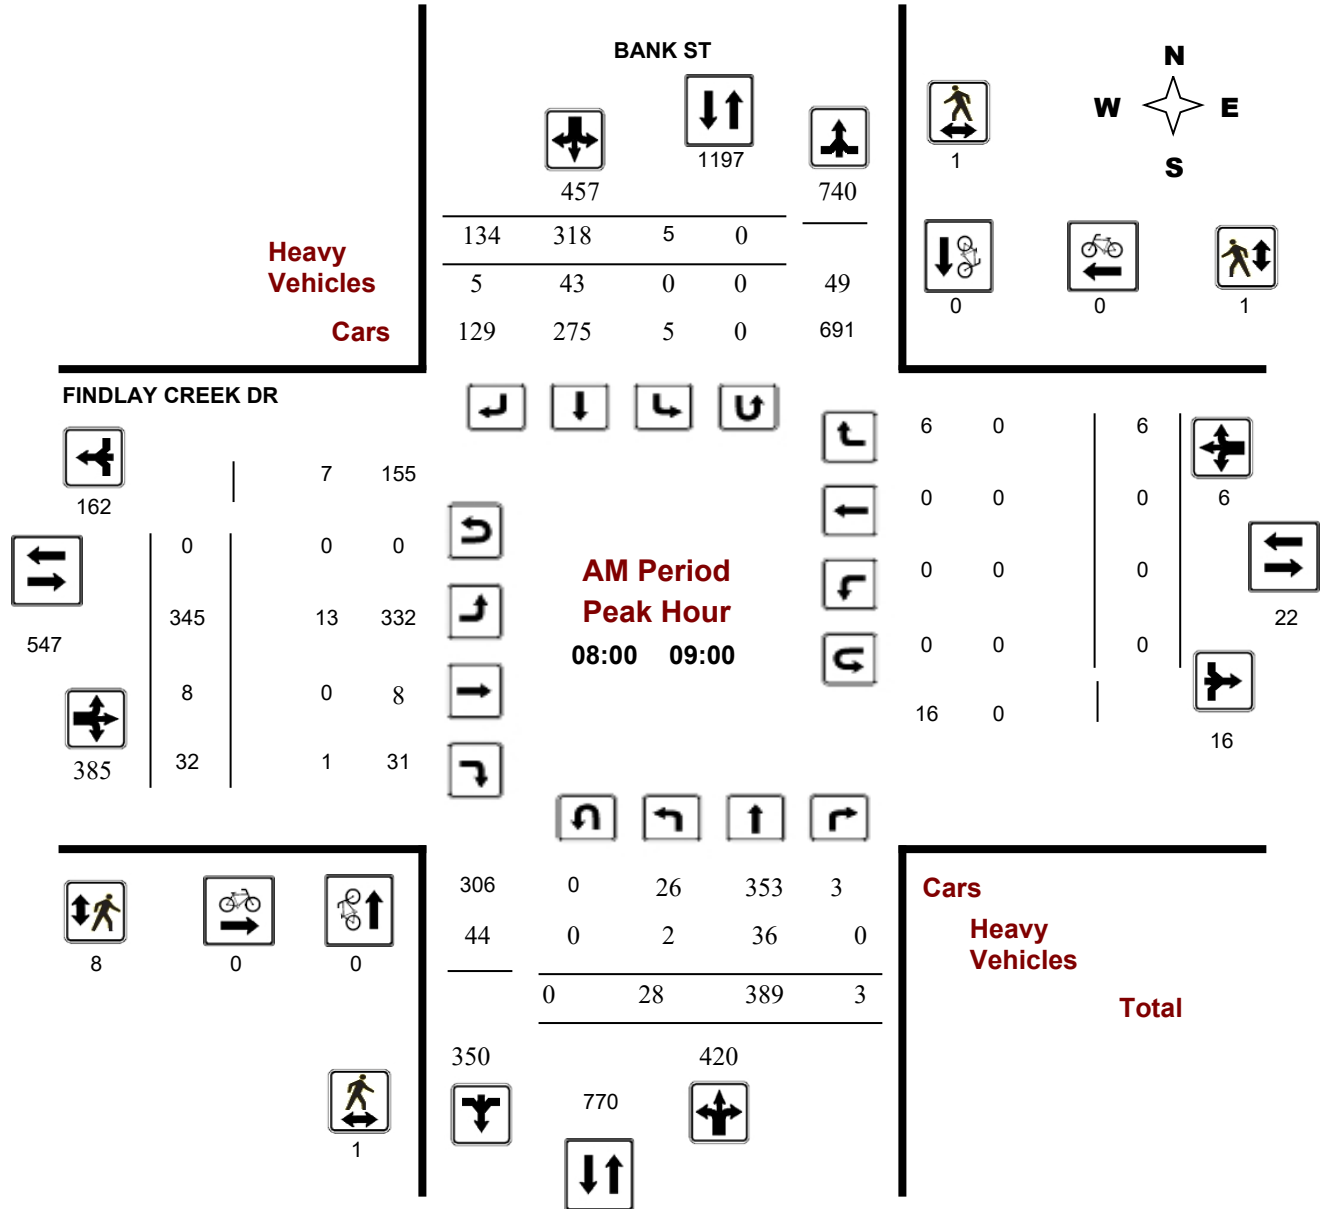 BANK ST
N
W E
S
1197
1
457 740
134 318 5 0
Heavy
Vehicles
5 43 0 0 49
Cars
129 275 5 0 691
0 0 1
FINDLAY CREEK DR
6 0 6
7 155
162
0 0 0 6
0 0 0
AM Period
0 0 0
Peak Hour
345 13 332
22
547
08:00 09:00
0 0 0
8 0 8
16 0
16
385 32 1 31
306 0 26 353 3
Cars
44 0 2 36 0
Heavy
Vehicles
8 0 0
0 28 389 3
Total
350 420
770
1